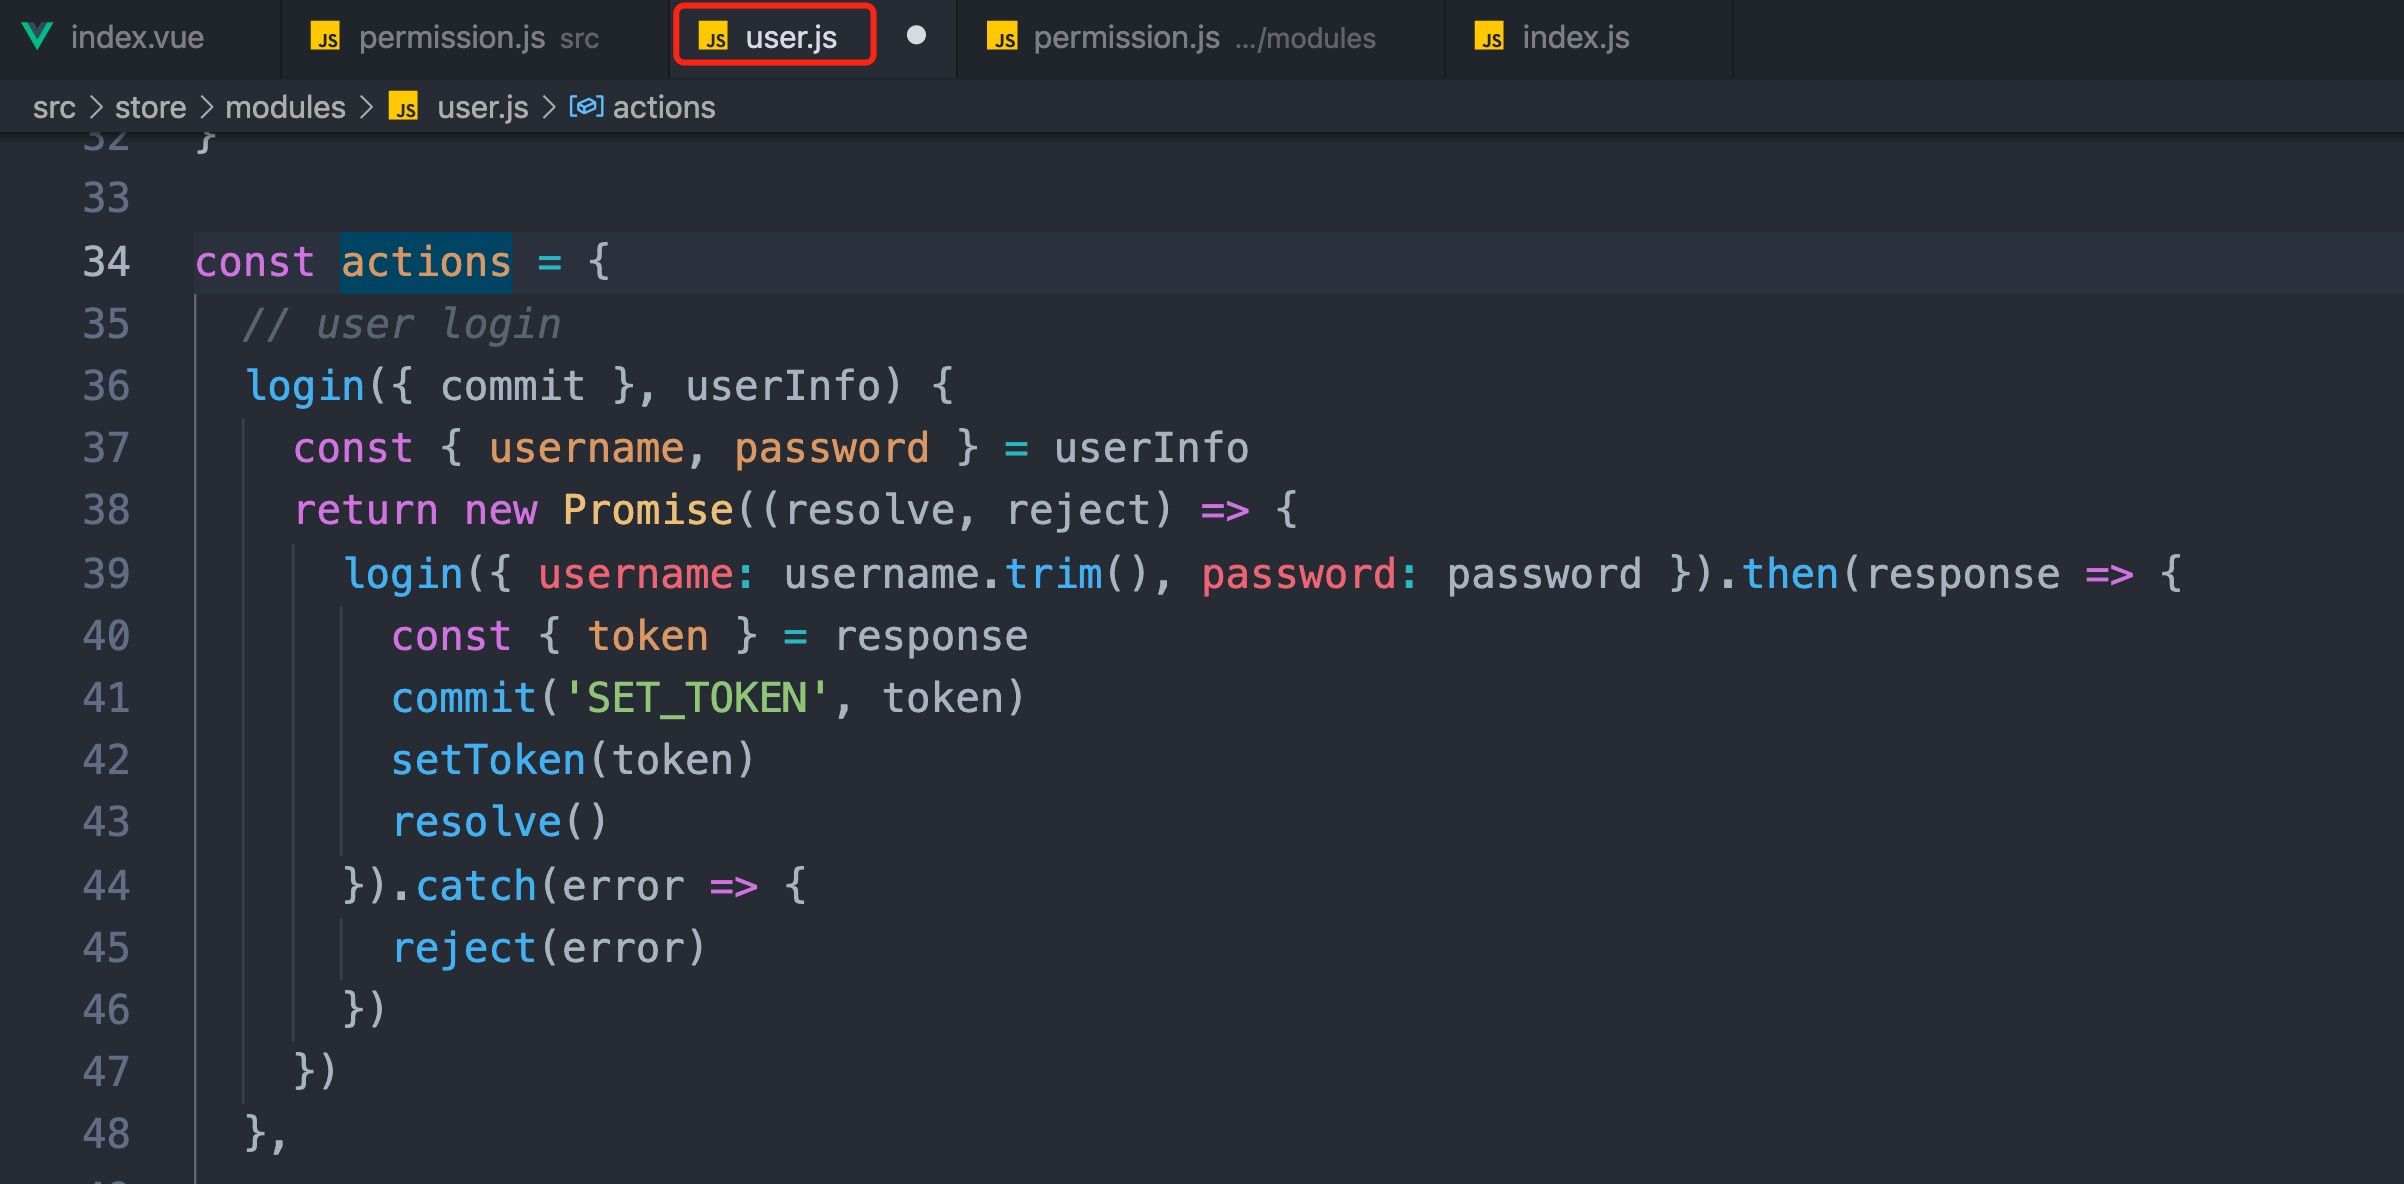 index.vue JS permission.js src JS user.js JS permission.js .../modules JS index.js
src > store > modules > JS user.js > actions
32 }
33
34 const actions = {
35 // user login
36 login({ commit }, userInfo) {
37 const { username, password } = userInfo
38 return new Promise((resolve, reject) => {
39 login({ username: username.trim(), password: password }).then(response => {
40 const { token } = response
41 commit('SET_TOKEN', token)
42 setToken(token)
43 resolve()
44 }).catch(error => {
45 reject(error)
46 })
47 })
48 },